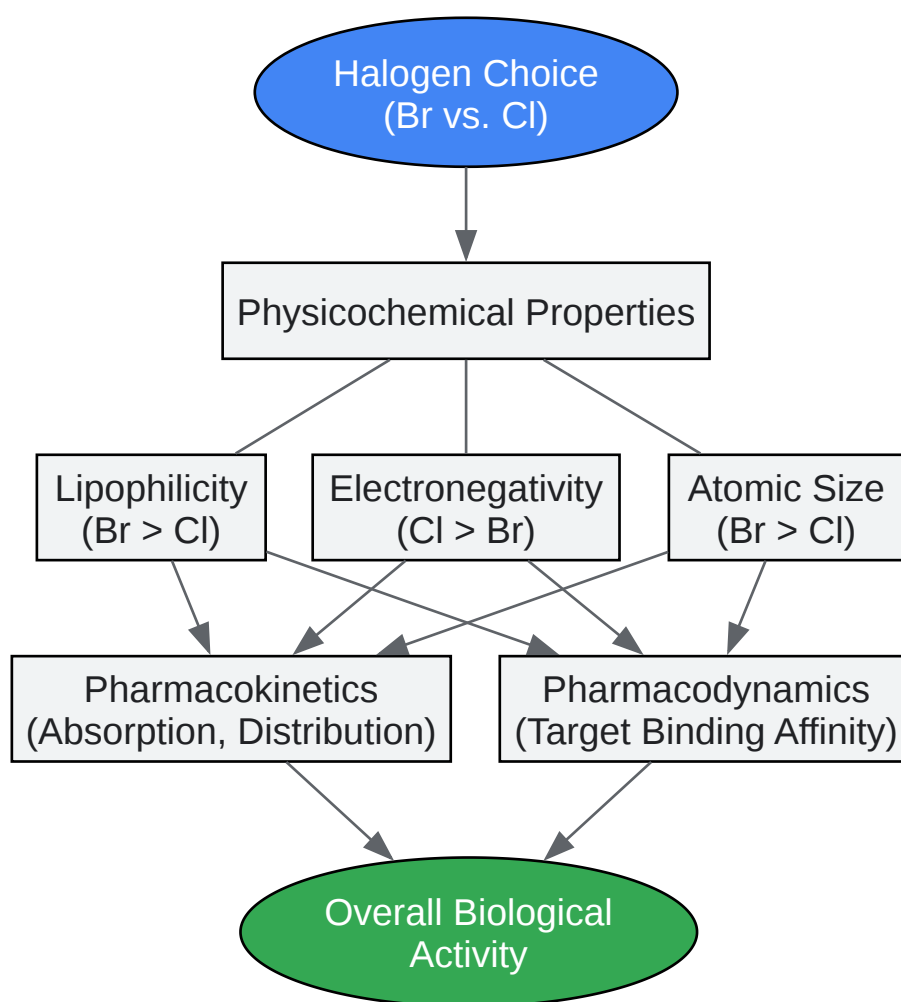 Halogen Choice
(Br vs. Cl)
Physicochemical Properties
Lipophilicity
(Br > Cl)
Electronegativity
(Cl > Br)
Atomic Size
(Br > Cl)
Pharmacokinetics
(Absorption, Distribution)
Pharmacodynamics
(Target Binding Affinity)
Overall Biological
Activity